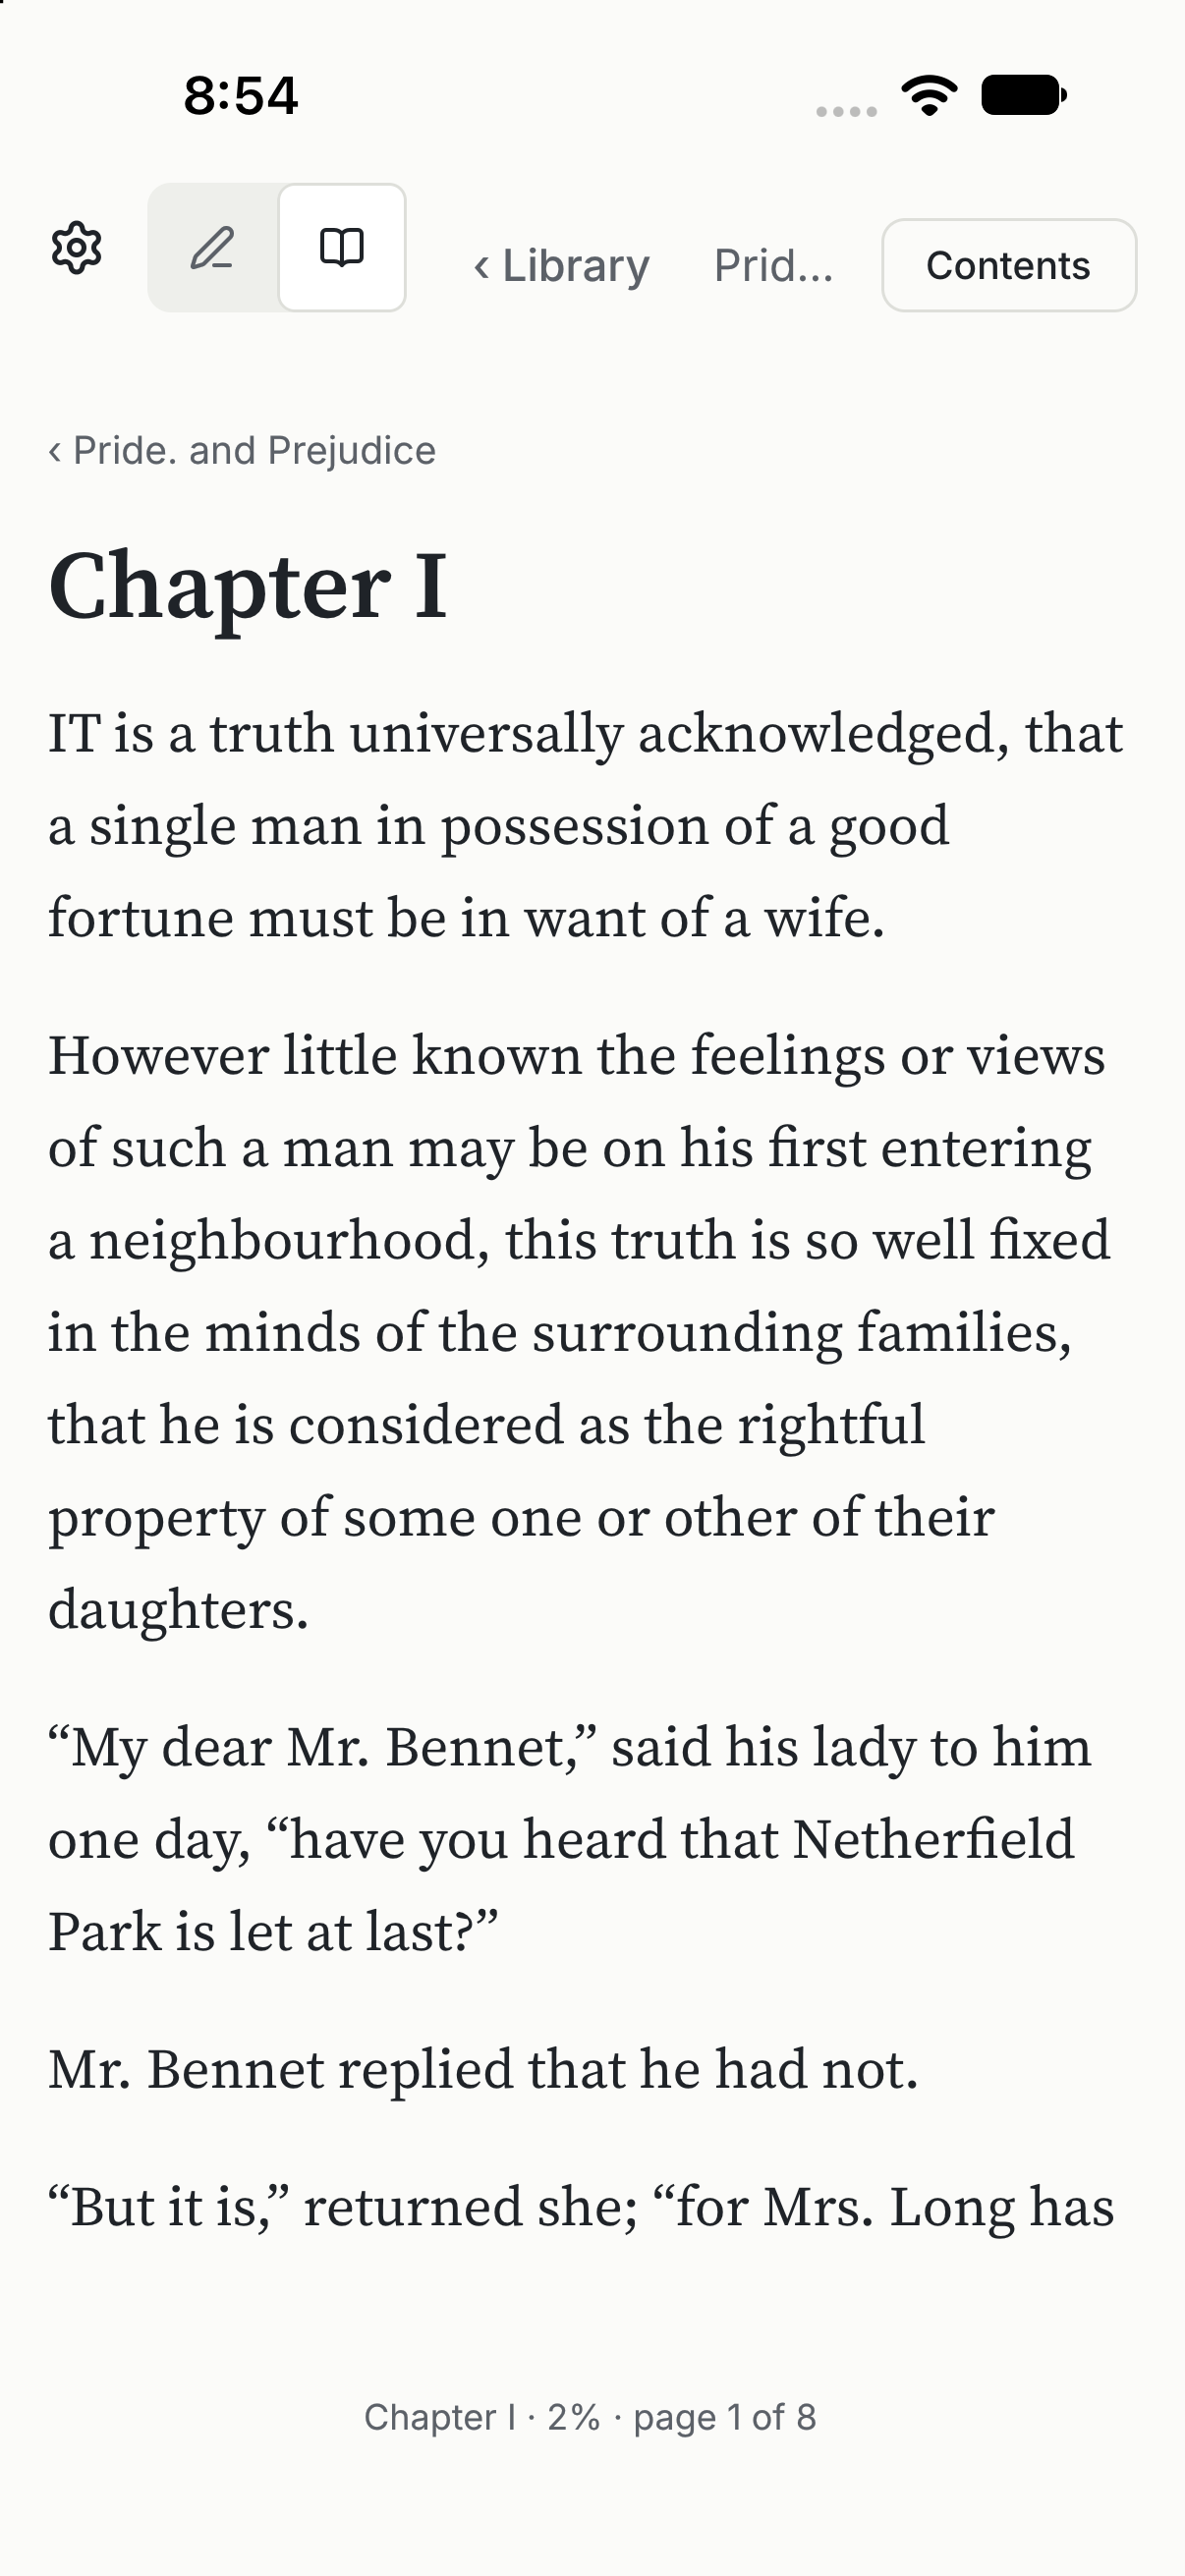 8:54
‹ Library
Prid...
Contents
‹ Pride. and Prejudice
Chapter I
IT is a truth universally acknowledged, that
a single man in possession of a good
fortune must be in want of a wife.
However little known the feelings or views
of such a man may be on his first entering
a neighbourhood, this truth is so well fixed
in the minds of the surrounding families,
that he is considered as the rightful
property of some one or other of their
daughters.
“My dear Mr. Bennet,” said his lady to him
one day, “have you heard that Netherfield
Park is let at last?”
Mr. Bennet replied that he had not.
“But it is,” returned she; “for Mrs. Long has
Chapter I · 2% · page 1 of 8